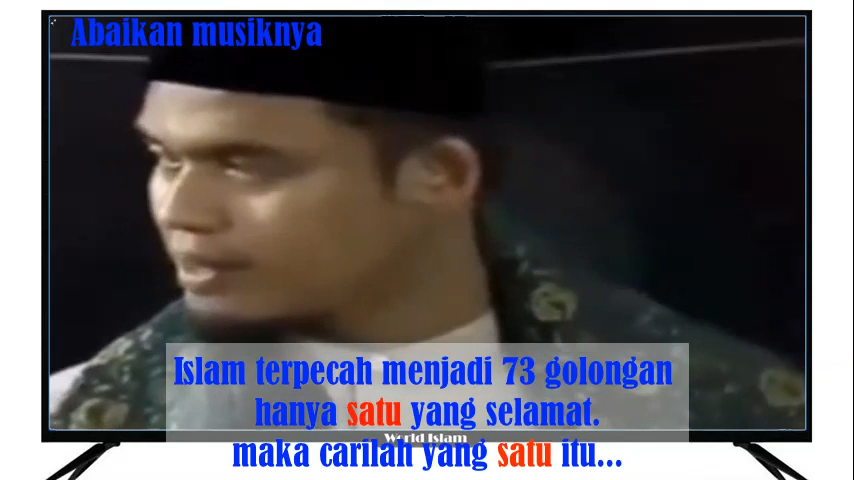 Abaikan musiknya
Islam terpecah menjadi 73 golongan
hanya satu yang selamat.
World Islam
maka carilah yang satu itu...